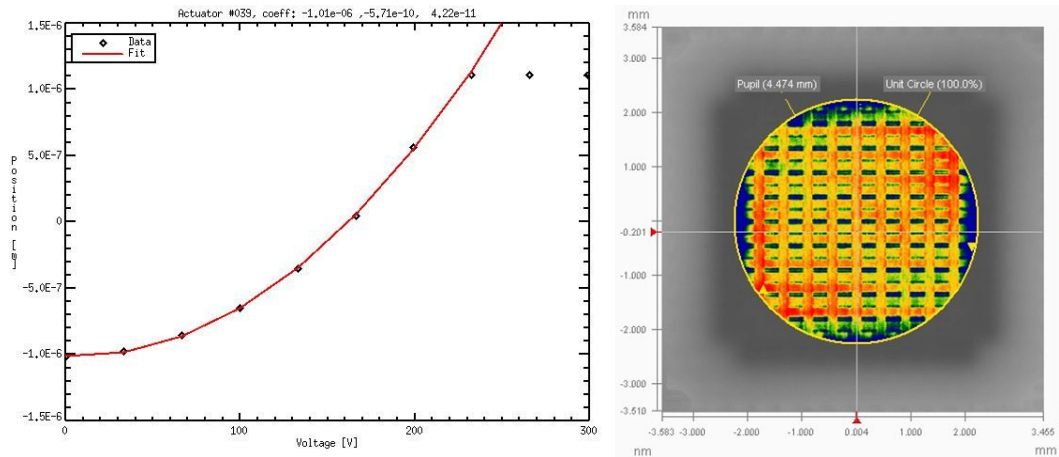 Actuator #039, coeff: -1.01e-06 ,-5.71e-10, 4.22e-11
1.5E-6
1.0E-6
5.0E-7
0
-5.0E-7
-1.0E-6
-1.5E-6
Position [m]
Data
Fit
0
100
200
300
Voltage [V]
mm
3.584
3.000
2.000
1.000
-0.201
-1.000
-2.000
-3.000
-3.510
Pupil (4.474 mm)
Unit Circle (100.0%)
-3.583
-3.000
-2.000
-1.000
0.004
1.000
2.000
3.455
nm
mm